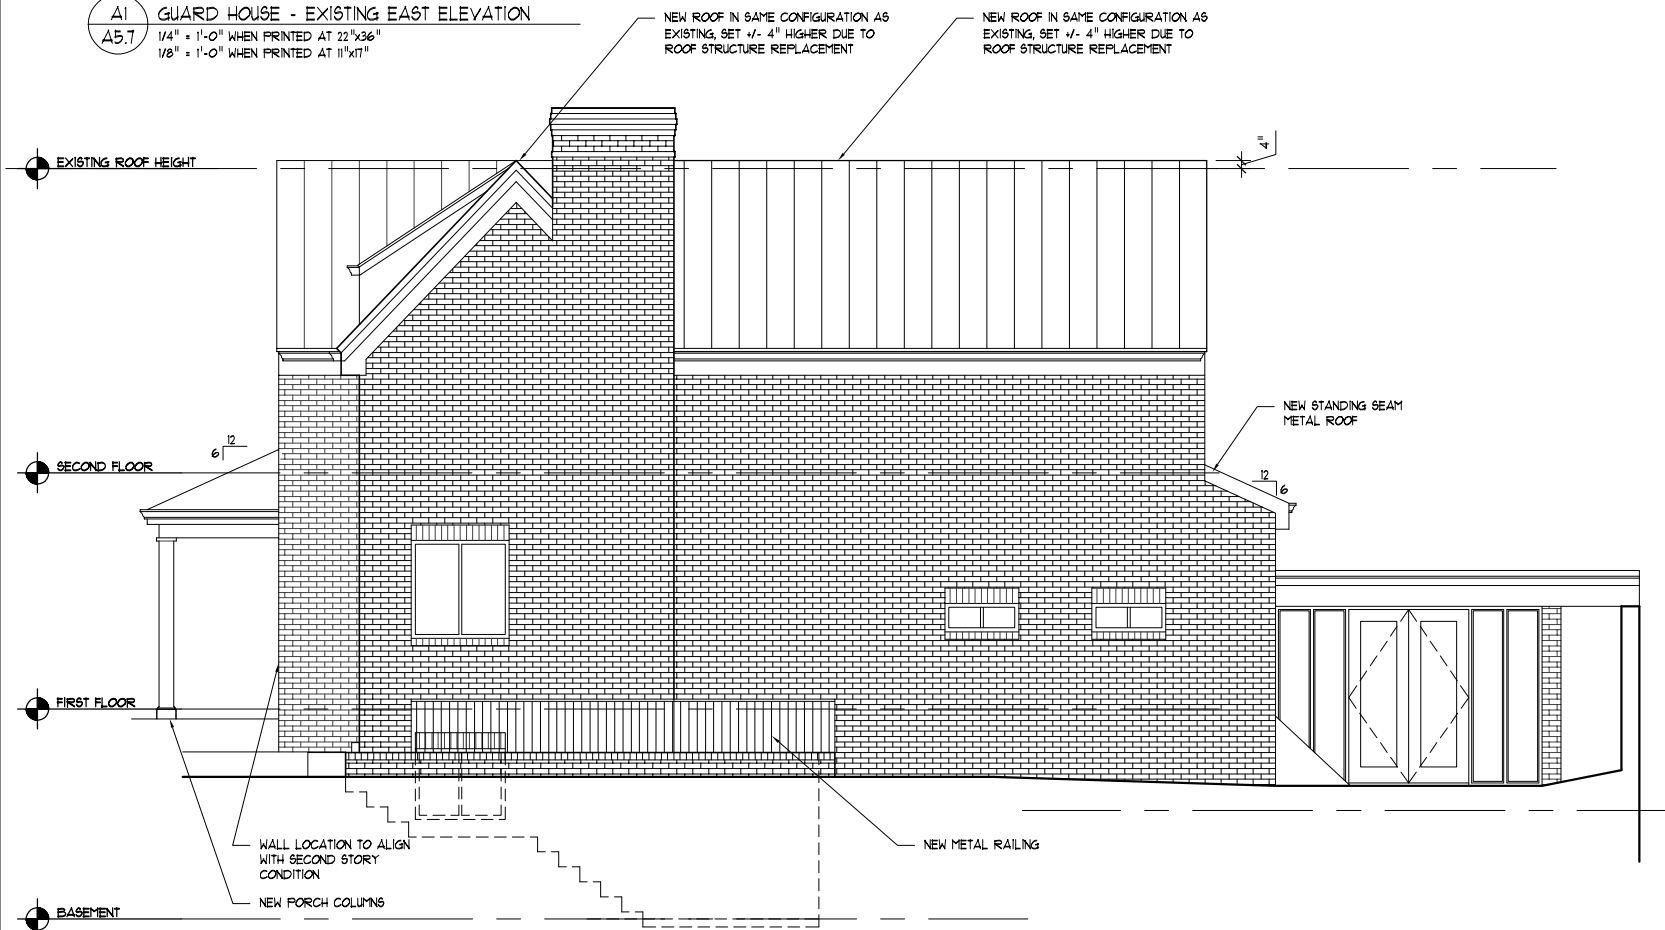 A1
GUARD HOUSE - EXISTING EAST ELEVATION
A5.7
1/4" = 1'-0" WHEN PRINTED AT 22"x36"
1/8" = 1'-0" WHEN PRINTED AT 11"x17"
NEW ROOF IN SAME CONFIGURATION AS
EXISTING, SET +/- 4" HIGHER DUE TO
ROOF STRUCTURE REPLACEMENT
NEW ROOF IN SAME CONFIGURATION AS
EXISTING, SET +/- 4" HIGHER DUE TO
ROOF STRUCTURE REPLACEMENT
4"
EXISTING ROOF HEIGHT
NEW STANDING SEAM
METAL ROOF
12
6
SECOND FLOOR
12
6
FIRST FLOOR
WALL LOCATION TO ALIGN
WITH SECOND STORY
CONDITION
NEW METAL RAILING
NEW PORCH COLUMNS
BASEMENT